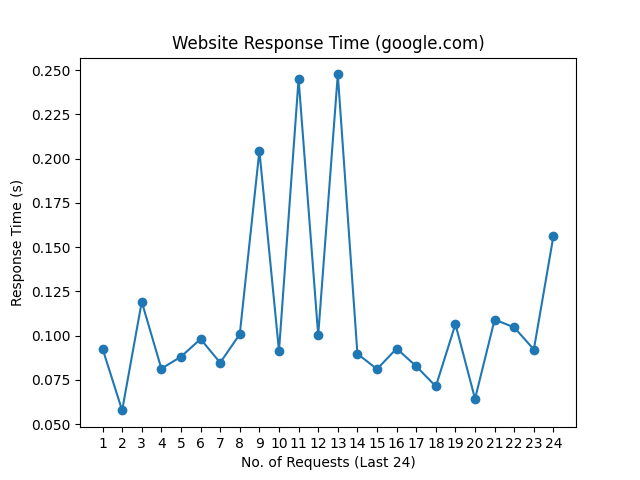 Website Response Time (google.com)
Response Time (s)
0.250
0.225
0.200
0.175
0.150
0.125
0.100
0.075
0.050
1 2 3 4 5 6 7 8 9 10 11 12 13 14 15 16 17 18 19 20 21 22 23 24
No. of Requests (Last 24)